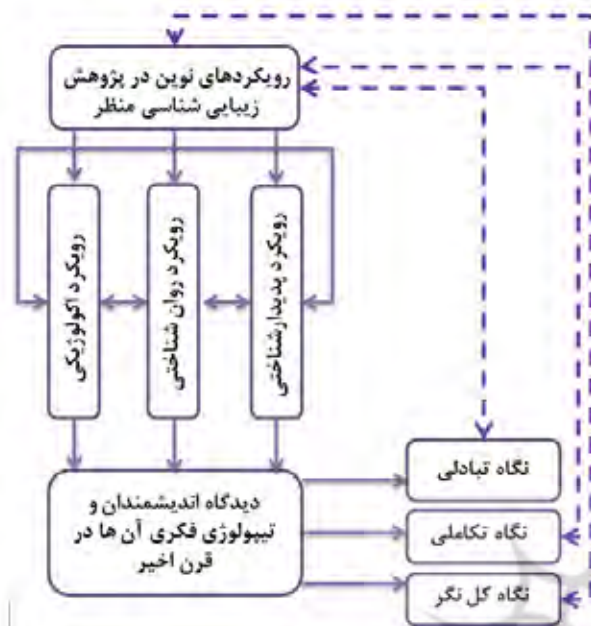 رویکردهای نوین در پژوهش
زیبایی شناسی منظر
رویکرد پدیدارشناختی
رویکرد روان شناختی
رویکرد اکولوژیکی
دیدگاه اندیشمندان و
تیپولوژی فکری آن ها در
قرن اخیر
نگاه تبادلی
نگاه تکاملی
نگاه کل نگر